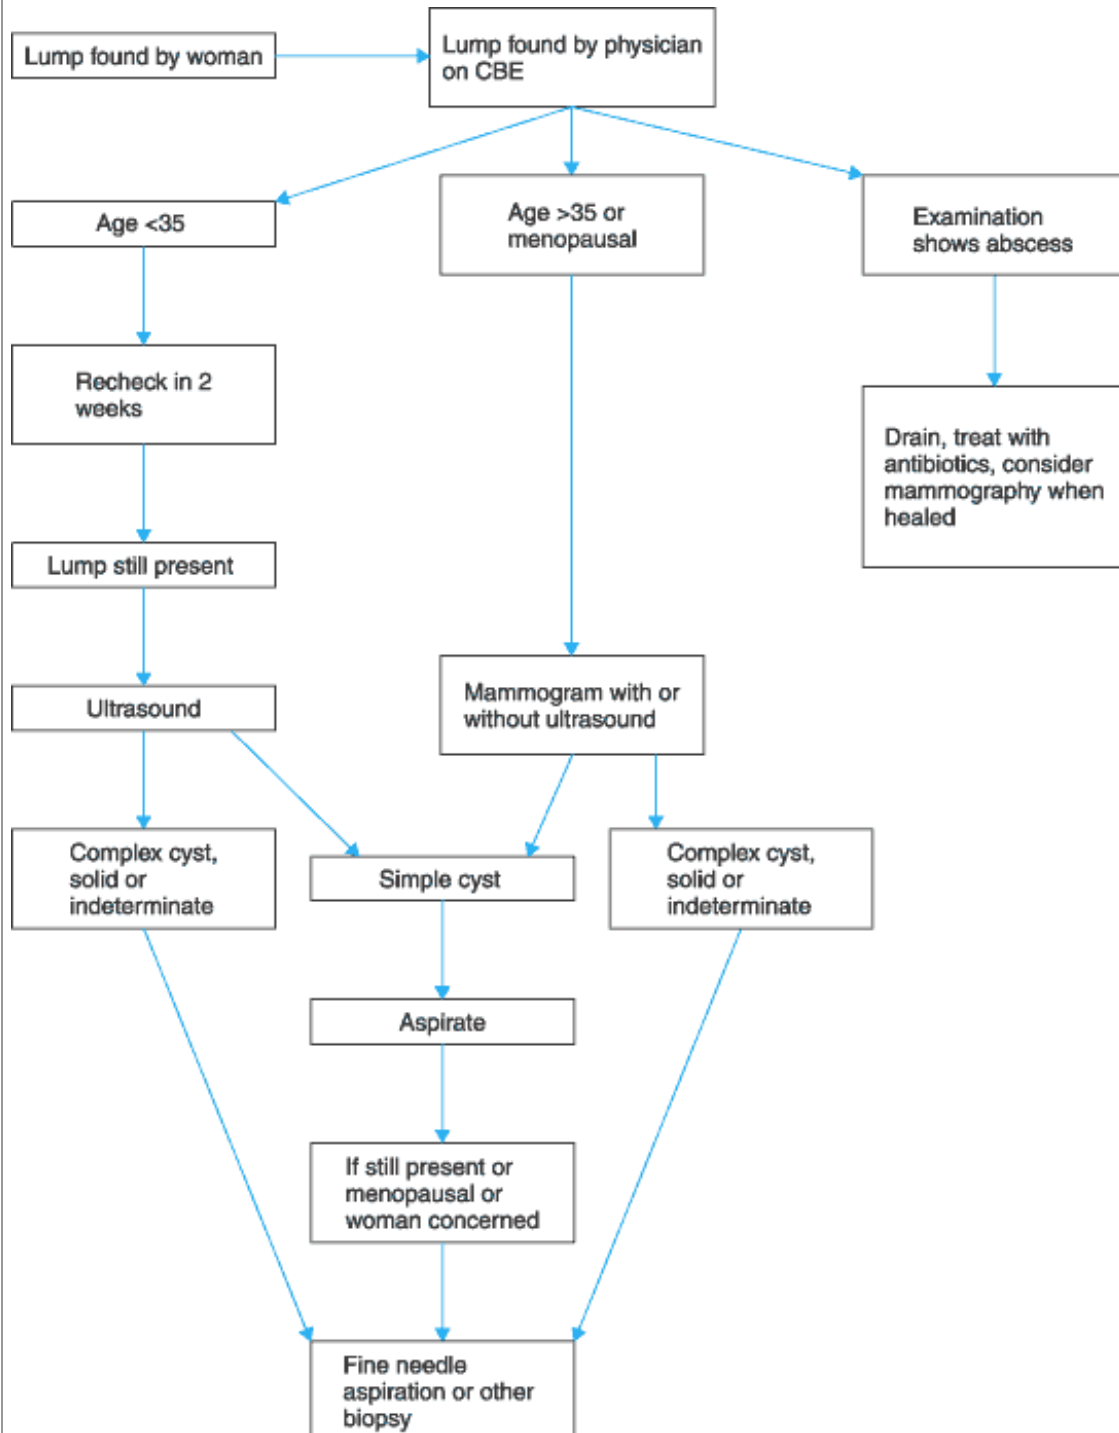 Lump found by woman
Lump found by physician
on CBE
Age <35
Age >35 or
menopausal
Examination
shows abscess
Recheck in 2
weeks
Drain, treat with
antibiotics, consider
mammography when
healed
Lump still present
Ultrasound
Mammogram with or
without ultrasound
Complex cyst,
solid or
indeterminate
Simple cyst
Complex cyst,
solid or
indeterminate
Aspirate
If still present or
menopausal or
woman concerned
Fine needle
aspiration or other
biopsy